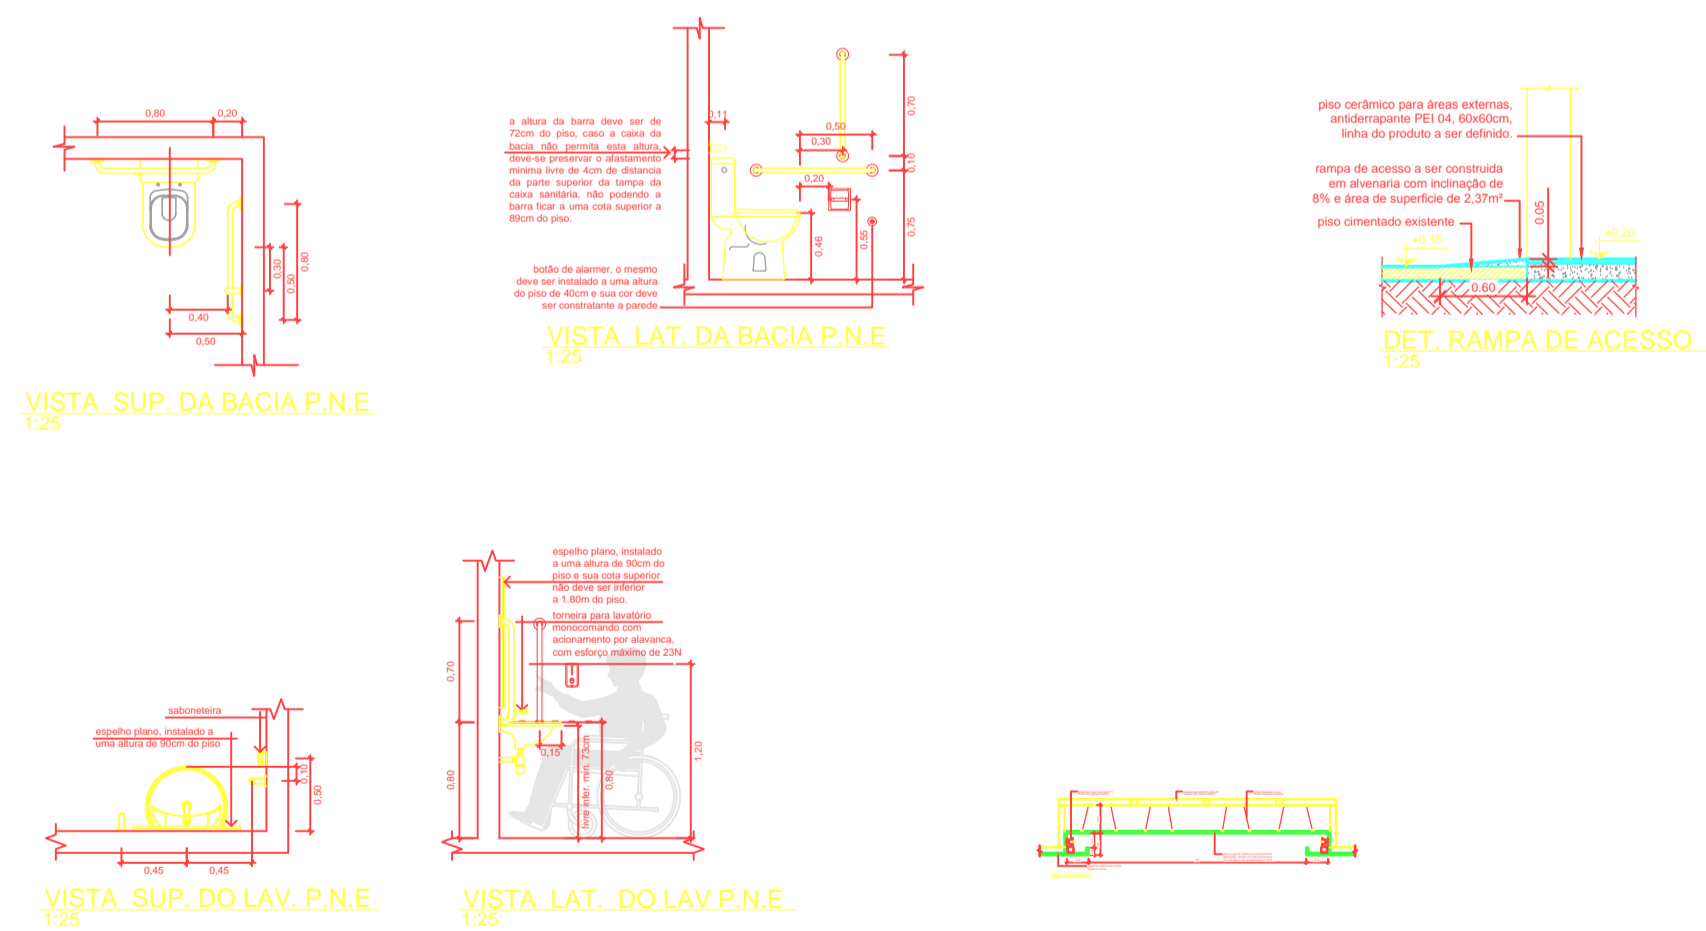 0,80
0,20
0,30
0,50
0,80
0,40
0,50
VISTA SUP. DA BACIA P.N.E
1:25
a altura da barra deve ser de
72cm do piso, caso a caixa da
bacia não permita esta altura,
deve-se preservar o afastamento
minima livre de 4cm de distancia
da parte superior da tampa da
caixa sanitária, não podendo a
barra ficar a uma cota superior a
89cm do piso.
botão de alarmer, o mesmo
deve ser instalado a uma altura
do piso de 40cm e sua cor deve
ser constratante a parede
0,11
0,50
0,30
0,20
0,46
0,55
0,70
0,10
0,75
VISTA LAT. DA BACIA P.N.E
1:25
piso cerâmico para áreas externas,
antiderrapante PEI 04, 60x60cm,
linha do produto a ser definido.
rampa de acesso a ser construida
em alvenaria com inclinação de
8% e área de superficie de 2,37m²
piso cimentado existente
0.05
+0.15
+0.20
0.60
DET. RAMPA DE ACESSO
1:25
saboneteira
espelho plano, instalado a
uma altura de 90cm do piso
0,10
0,50
0,45
0,45
VISTA SUP. DO LAV. P.N.E
1:25
espelho plano, instalado
a uma altura de 90cm do
piso e sua cota superior
não deve ser inferior
a 1.80m do piso.
torneira para lavatório
monocomando com
acionamento por alavanca,
com esforço máximo de 23N
0,70
0,80
0,15
livre infer. min. 73cm
0,80
1,20
VISTA LAT. DO LAV P.N.E
1:25